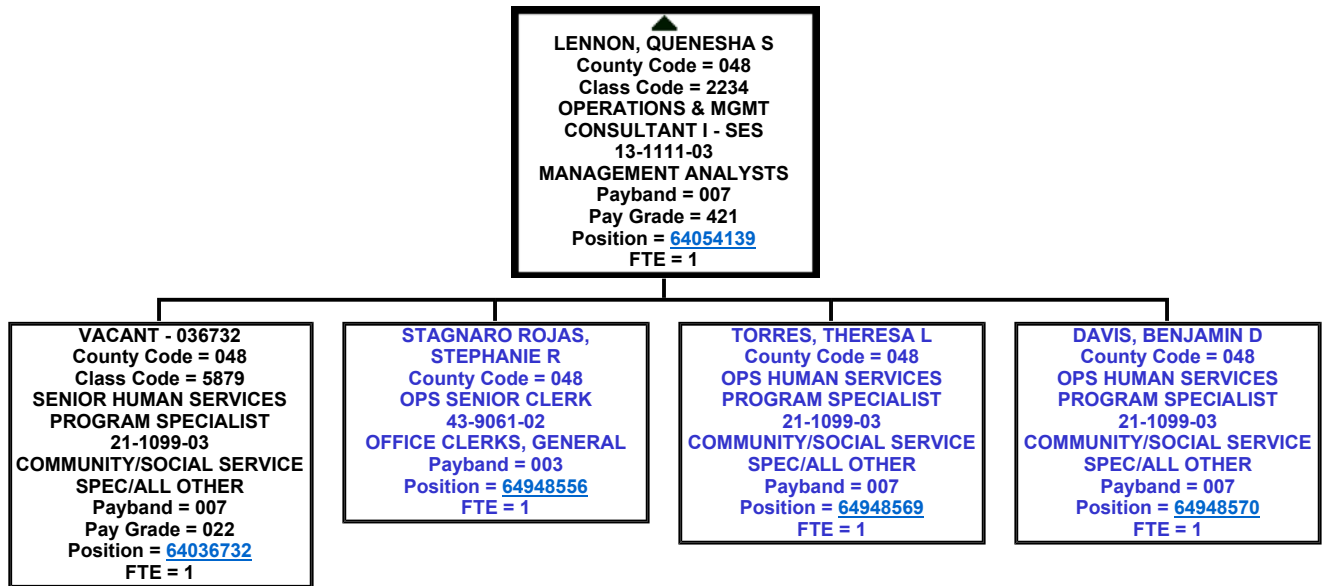 LENNON, QUENESHA S
County Code = 048
Class Code = 2234
OPERATIONS & MGMT
CONSULTANT I - SES
13-1111-03
MANAGEMENT ANALYSTS
Payband = 007
Pay Grade = 421
Position = 64054139
FTE = 1
VACANT - 036732
County Code = 048
Class Code = 5879
SENIOR HUMAN SERVICES
PROGRAM SPECIALIST
21-1099-03
COMMUNITY/SOCIAL SERVICE
SPEC/ALL OTHER
Payband = 007
Pay Grade = 022
Position = 64036732
FTE = 1
STAGNARO ROJAS,
STEPHANIE R
County Code = 048
OPS SENIOR CLERK
43-9061-02
OFFICE CLERKS, GENERAL
Payband = 003
Position = 64948556
FTE = 1
TORRES, THERESA L
County Code = 048
OPS HUMAN SERVICES
PROGRAM SPECIALIST
21-1099-03
COMMUNITY/SOCIAL SERVICE
SPEC/ALL OTHER
Payband = 007
Position = 64948569
FTE = 1
DAVIS, BENJAMIN D
County Code = 048
OPS HUMAN SERVICES
PROGRAM SPECIALIST
21-1099-03
COMMUNITY/SOCIAL SERVICE
SPEC/ALL OTHER
Payband = 007
Position = 64948570
FTE = 1